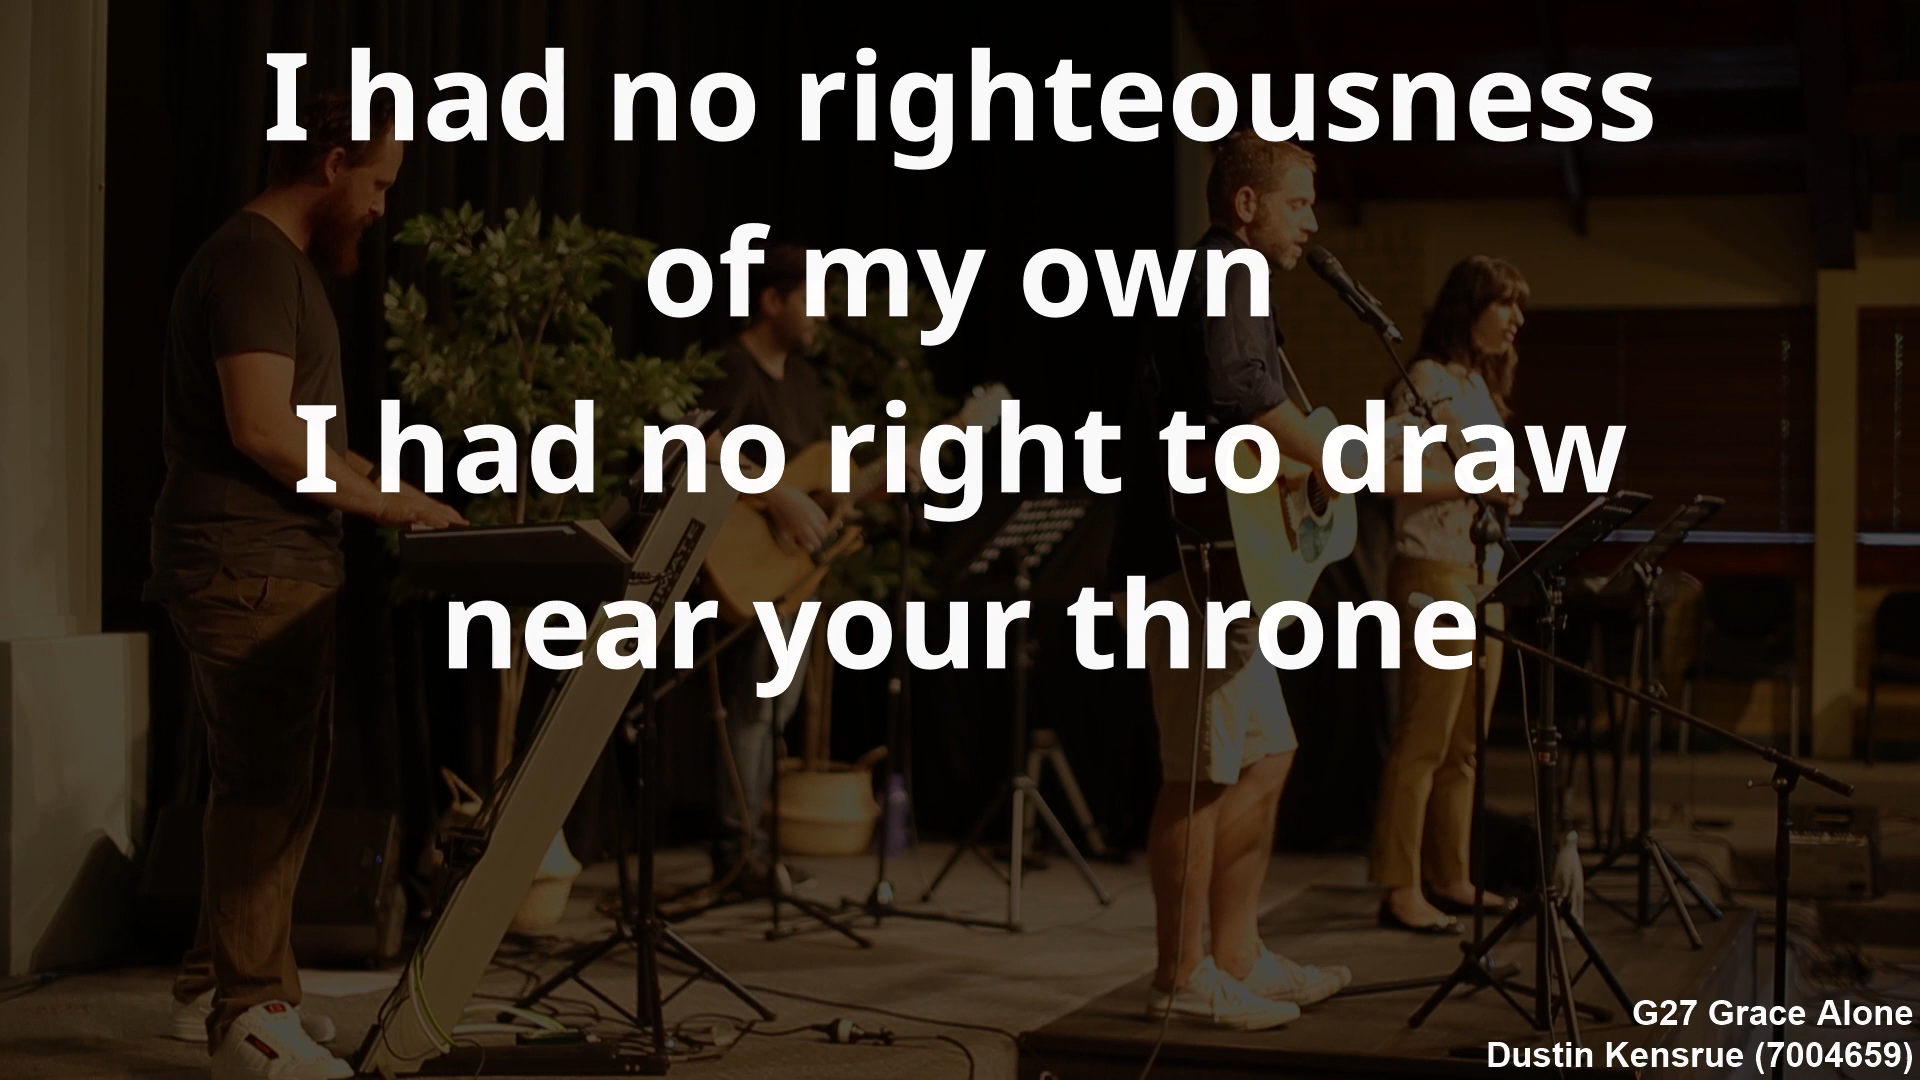 I had no righteousness
of my own
I had no right to draw
near your throne
G27 Grace Alone
Dustin Kensrue (7004659)